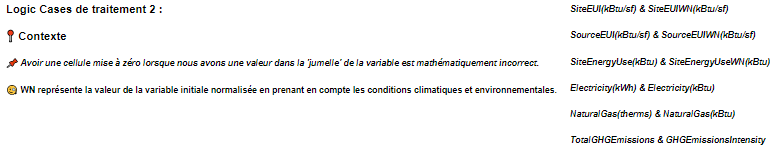 Logic Cases de traitement 2 :
Contexte
Avoir une cellule mise à zéro lorsque nous avons une valeur dans la 'jumelle' de la variable est mathématiquement incorrect.
WN représente la valeur de la variable initiale normalisée en prenant en compte les conditions climatiques et environnementales.
SiteEUI(kBtu/sf) & SiteEUIWN(kBtu/sf)
SourceEUI(kBtu/sf) & SourceEUIWN(kBtu/sf)
SiteEnergyUse(kBtu) & SiteEnergyUseWN(kBtu)
Electricity(kWh) & Electricity(kBtu)
NaturalGas(therms) & NaturalGas(kBtu)
TotalGHGEmissions & GHGEmissionsIntensity